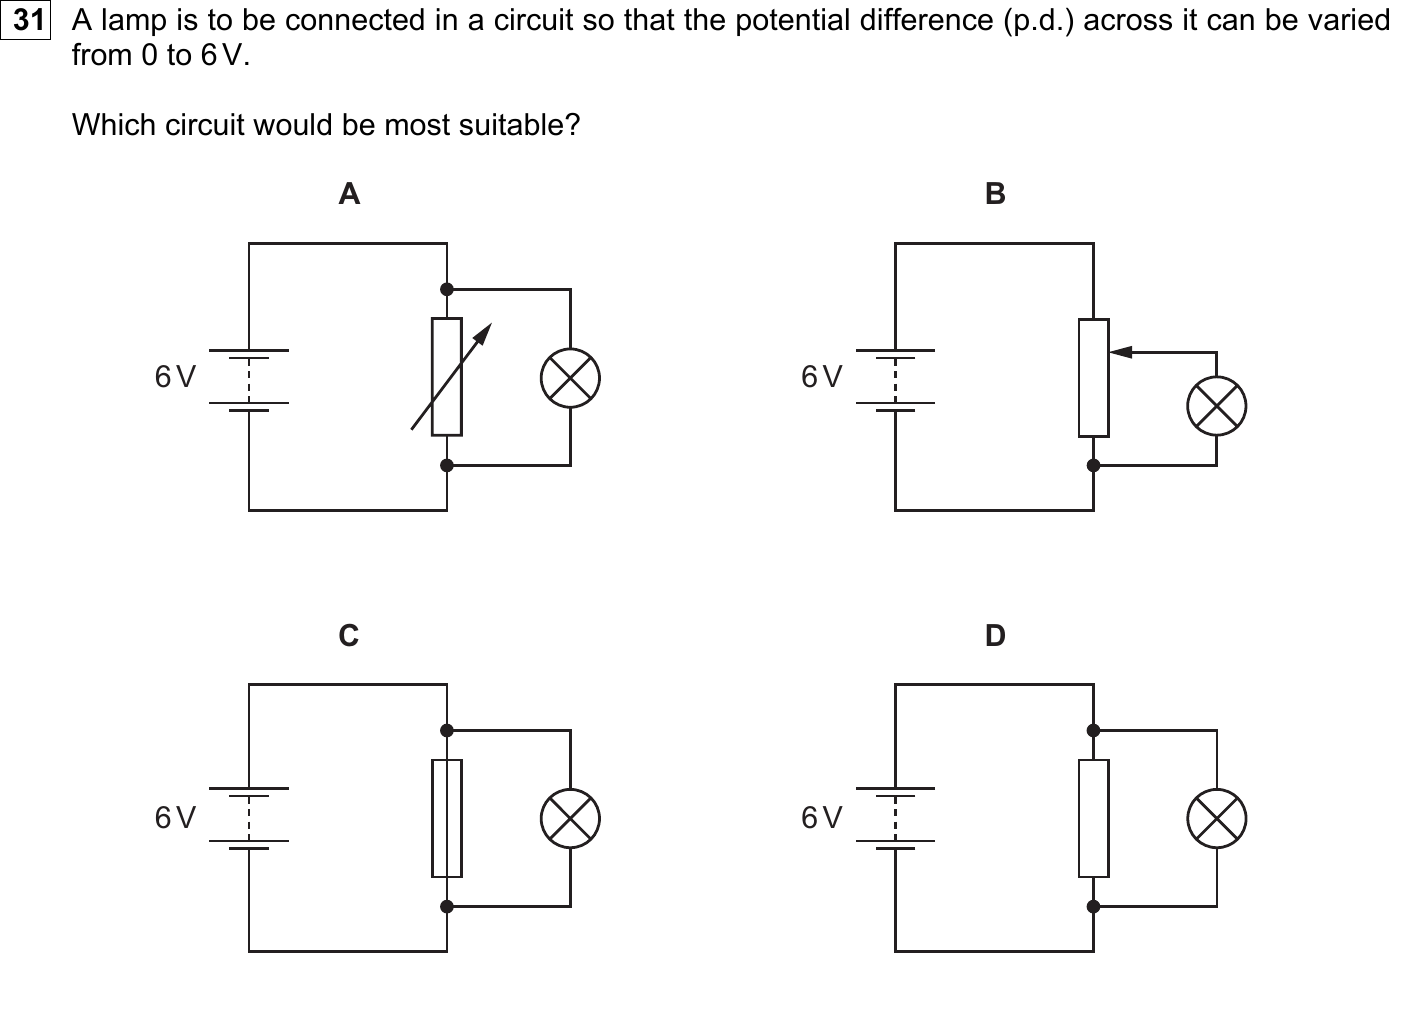 31 A lamp is to be connected in a circuit so that the potential difference (p.d.) across it can be varied
from 0 to 6 V.
Which circuit would be most suitable?
A B
6 V 6 V
C D
6 V 6 V